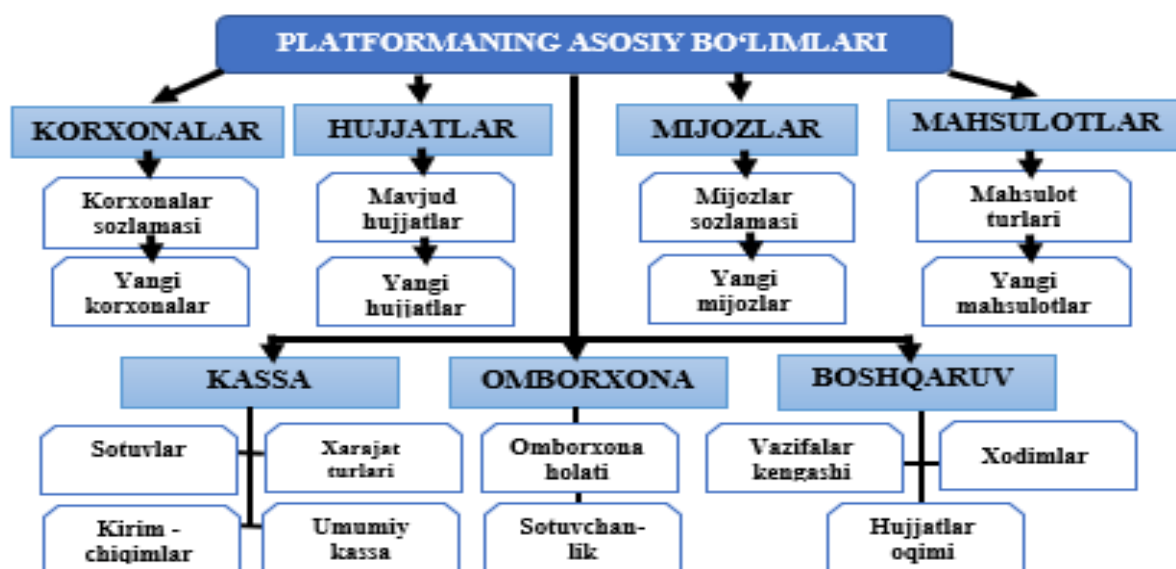 PLATFORMANING ASOSIY BO‘LIMLARI
KORXONALAR
HUJJATLAR
MIJOZLAR
MAHSULOTLAR
Korxonalar
sozlamasi
Mavjud
hujjatlar
Mijozlar
sozlamasi
Mahsulot
turlari
Yangi
korxonalar
Yangi
hujjatlar
Yangi
mijozlar
Yangi
mahsulotlar
KASSA
OMBORXONA
BOSHQARUV
Sotuvlar
Xarajat
turlari
Omborxona
holati
Vazifalar
kengashi
Xodimlar
Kirim -
chiqimlar
Umumiy
kassa
Sotuvchan-
lik
Hujjatlar
oqimi